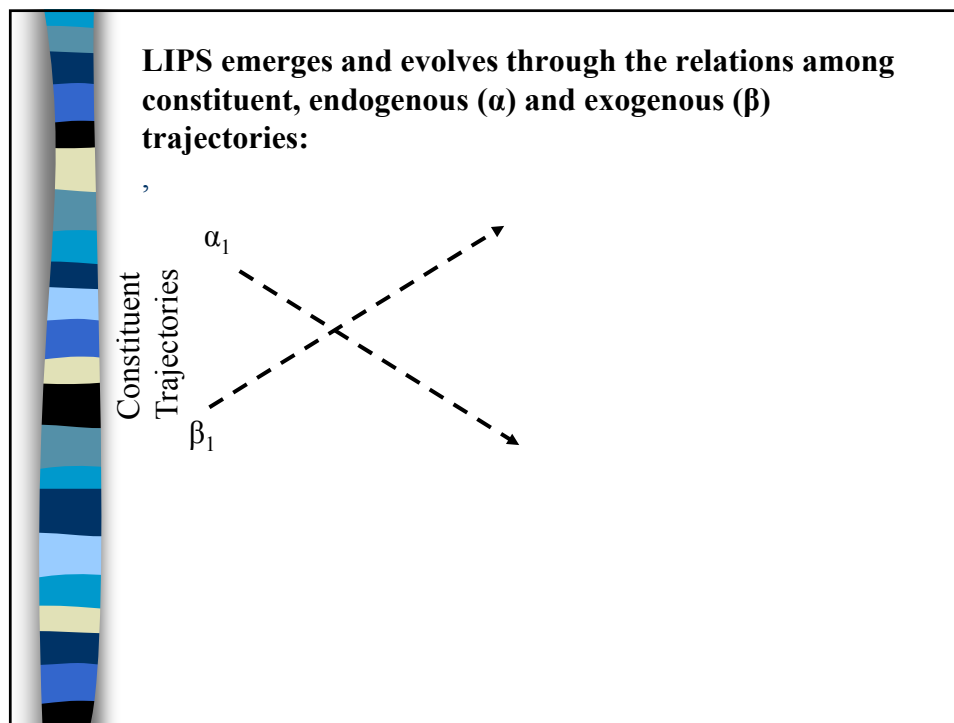 LIPS emerges and evolves through the relations among
constituent, endogenous (α) and exogenous (β)
trajectories:
,
α₁
Constituent
Trajectories
β₁